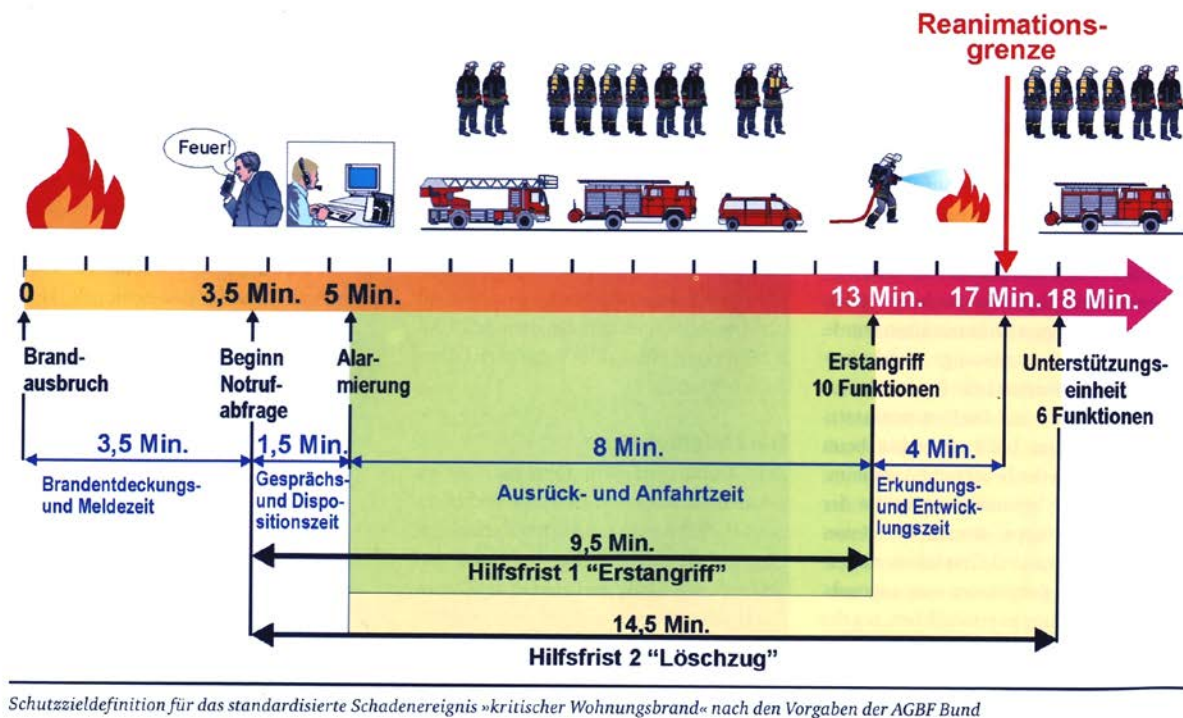 Reanimations-
grenze
Feuer!
0
3,5 Min.
5 Min.
13 Min.
17 Min.
18 Min.
Brand-
ausbruch
Beginn
Notruf-
abfrage
Alar-
mierung
Erstangriff
10 Funktionen
Unterstützungs-
einheit
6 Funktionen
3,5 Min.
1,5 Min.
8 Min.
4 Min.
Brandentdeckungs-
und Meldezeit
Gesprächs-
und Dispo-
sitionszeit
Ausrück- und Anfahrtzeit
Erkundungs-
und Entwick-
lungszeit
9,5 Min.
Hilfsfrist 1 “Erstangriff”
14,5 Min.
Hilfsfrist 2 “Löschzug”
Schutzzieldefinition für das standardisierte Schadenereignis »kritischer Wohnungsbrand« nach den Vorgaben der AGBF Bund